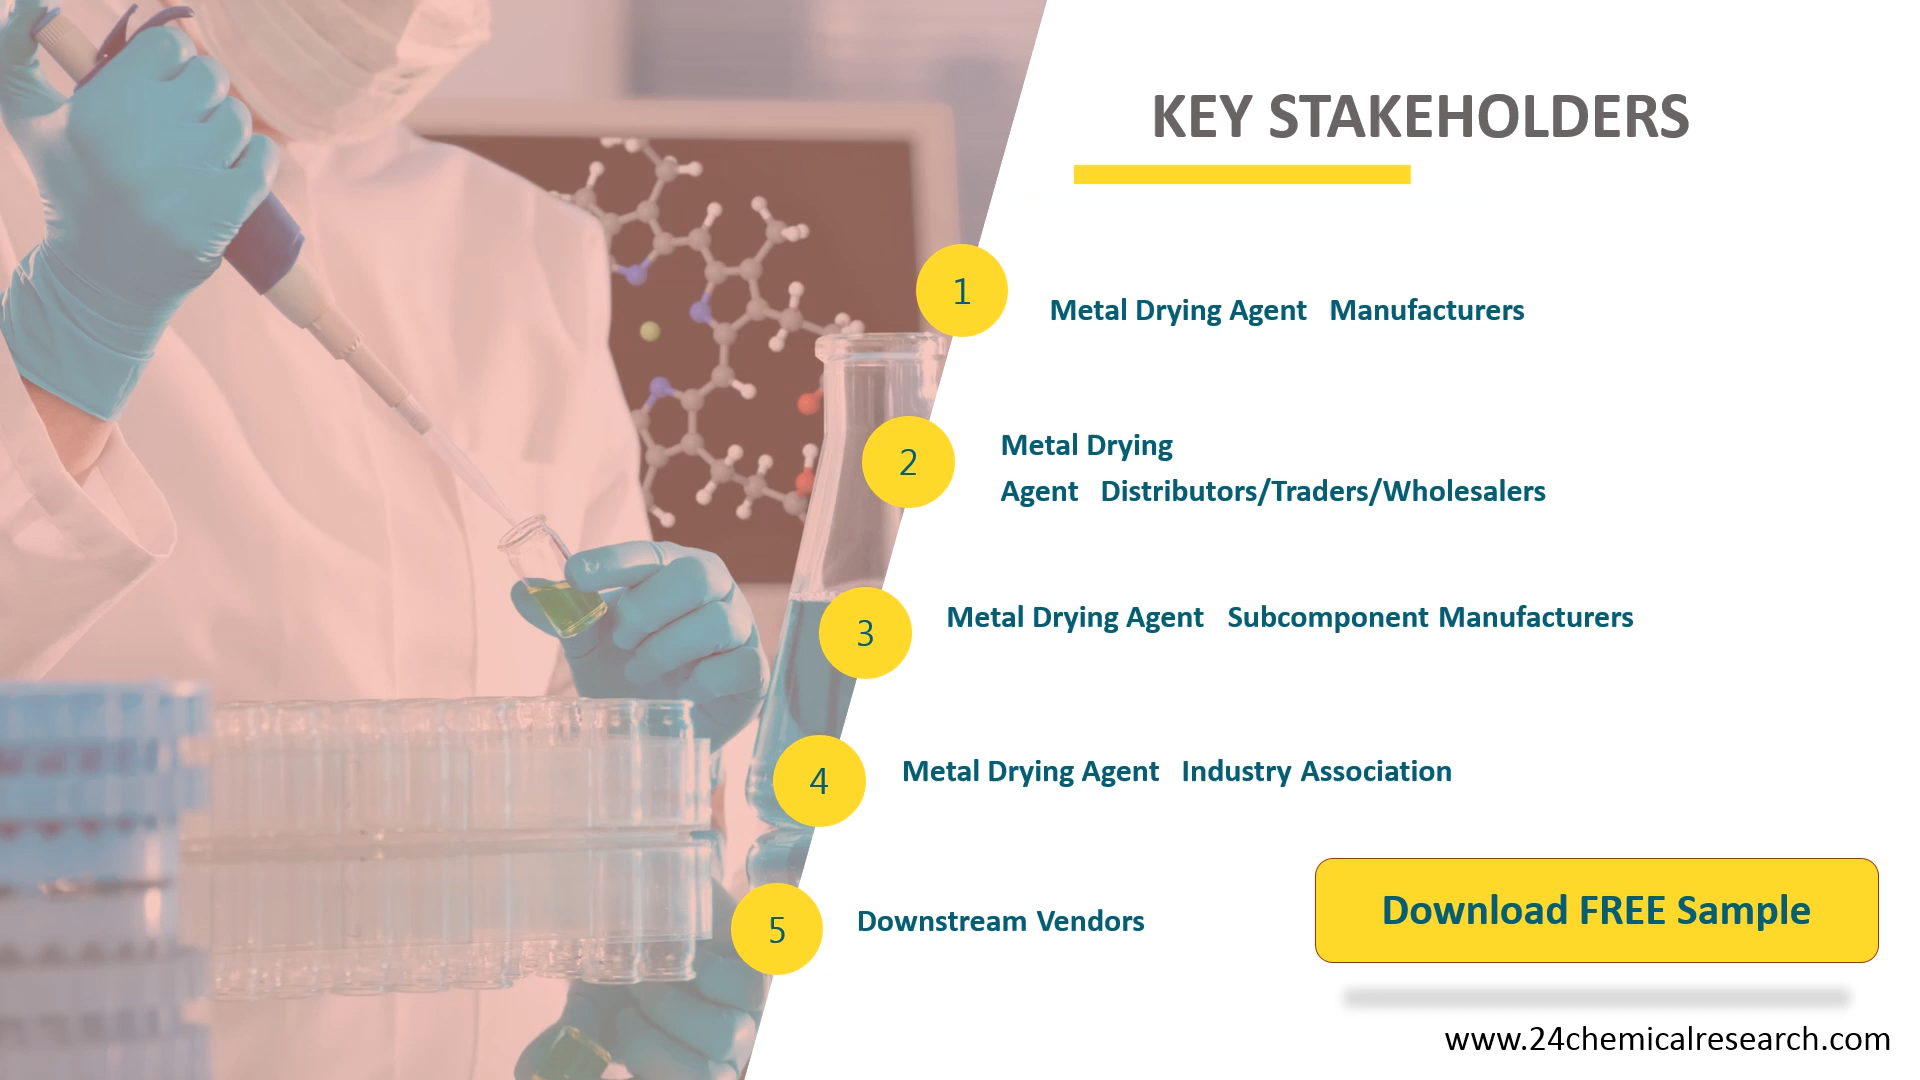 KEY STAKEHOLDERS
1
Metal Drying Agent   Manufacturers
2
Metal Drying
Agent   Distributors/Traders/Wholesalers
3
Metal Drying Agent   Subcomponent Manufacturers
4
Metal Drying Agent   Industry Association
5
Downstream Vendors
Download FREE Sample
www.24chemicalresearch.com